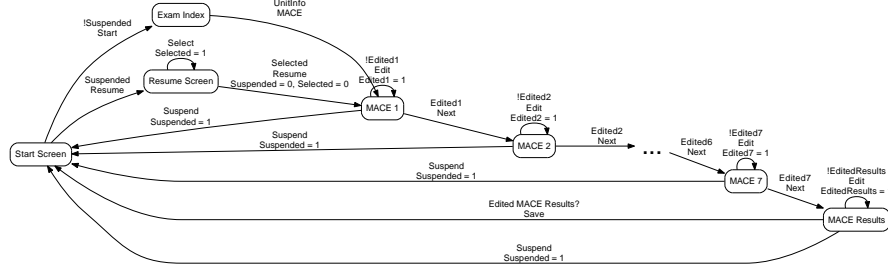 UnitInfo
MACE
Exam Index
!Suspended
Start
Select
Selected = 1
Suspended
Resume
Resume Screen
Selected
Resume
Suspended = 0, Selected = 0
!Edited1
Edit
Edited1 = 1
MACE 1
Suspend
Suspended = 1
Edited1
Next
!Edited2
Edit
Edited2 = 1
MACE 2
Suspend
Suspended = 1
Edited2
Next
...
Edited6
Next
!Edited7
Edit
Edited7 = 1
MACE 7
Start Screen
Suspend
Suspended = 1
Edited7
Next
!EditedResults
Edit
EditedResults =
MACE Results
Edited MACE Results?
Save
Suspend
Suspended = 1